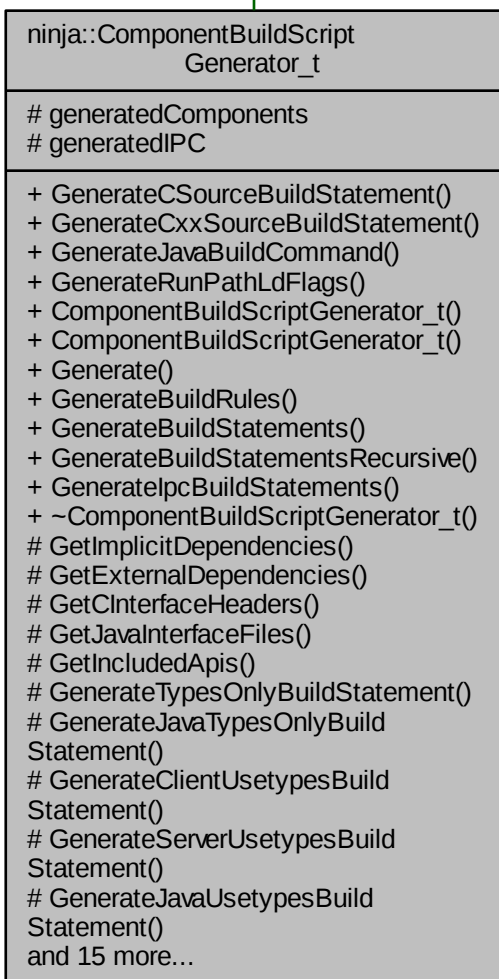 ninja::ComponentBuildScript
Generator_t
# generatedComponents
# generatedIPC
+ GenerateCSourceBuildStatement()
+ GenerateCxxSourceBuildStatement()
+ GenerateJavaBuildCommand()
+ GenerateRunPathLdFlags()
+ ComponentBuildScriptGenerator_t()
+ ComponentBuildScriptGenerator_t()
+ Generate()
+ GenerateBuildRules()
+ GenerateBuildStatements()
+ GenerateBuildStatementsRecursive()
+ GenerateIpcBuildStatements()
+ ~ComponentBuildScriptGenerator_t()
# GetImplicitDependencies()
# GetExternalDependencies()
# GetCInterfaceHeaders()
# GetJavaInterfaceFiles()
# GetIncludedApis()
# GenerateTypesOnlyBuildStatement()
# GenerateJavaTypesOnlyBuild
Statement()
# GenerateClientUsetypesBuild
Statement()
# GenerateServerUsetypesBuild
Statement()
# GenerateJavaUsetypesBuild
Statement()
and 15 more...